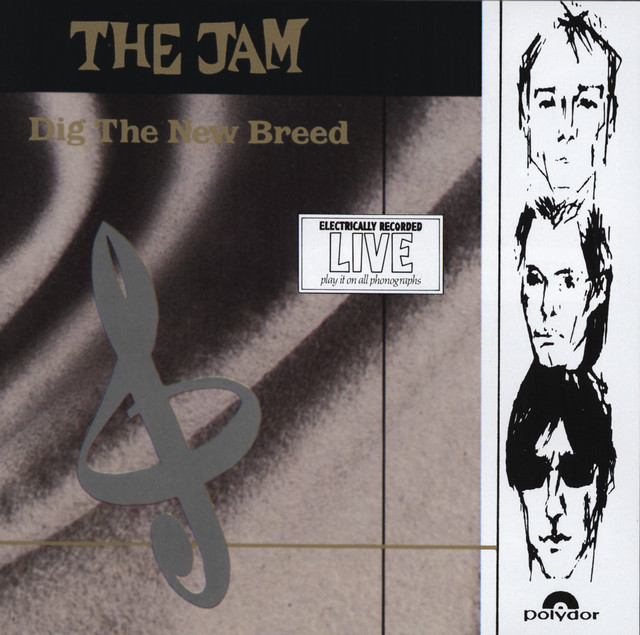 THE JAM
Dig The New Breed
ELECTRICALLY RECORDED
LIVE
play it on all phonographs
polydor